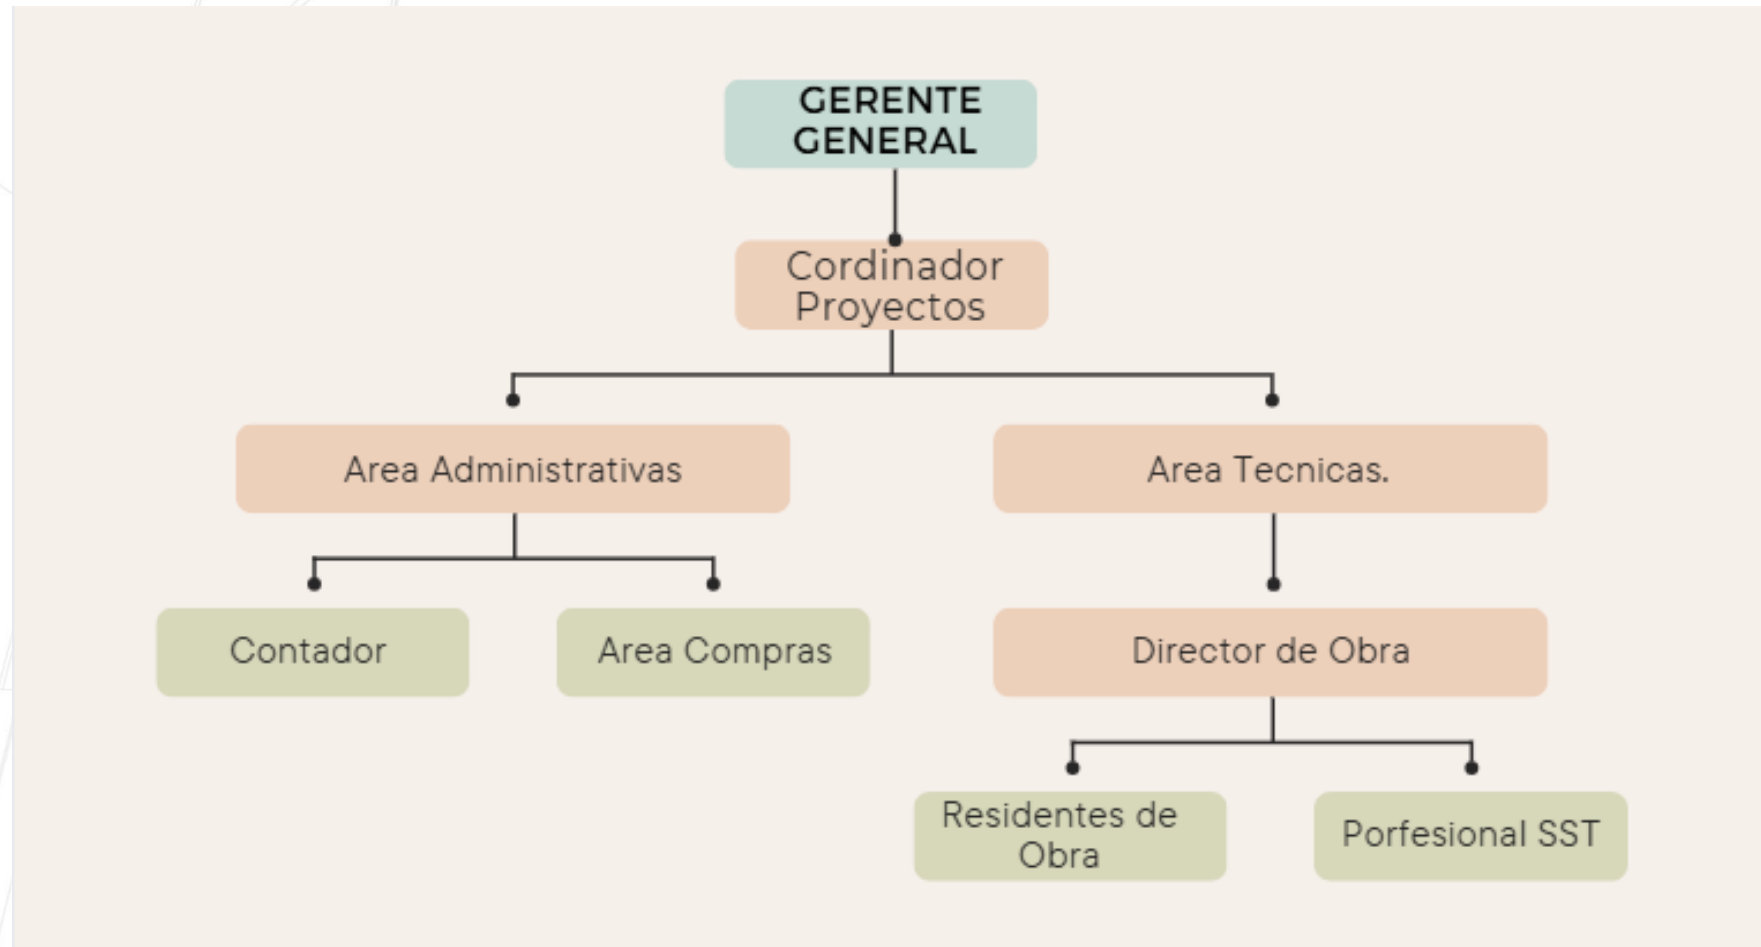 GERENTE
GENERAL
Cordinador
Proyectos
Area Administrativas
Area Tecnicas.
Contador
Area Compras
Director de Obra
Residentes de
Obra
Porfesional SST